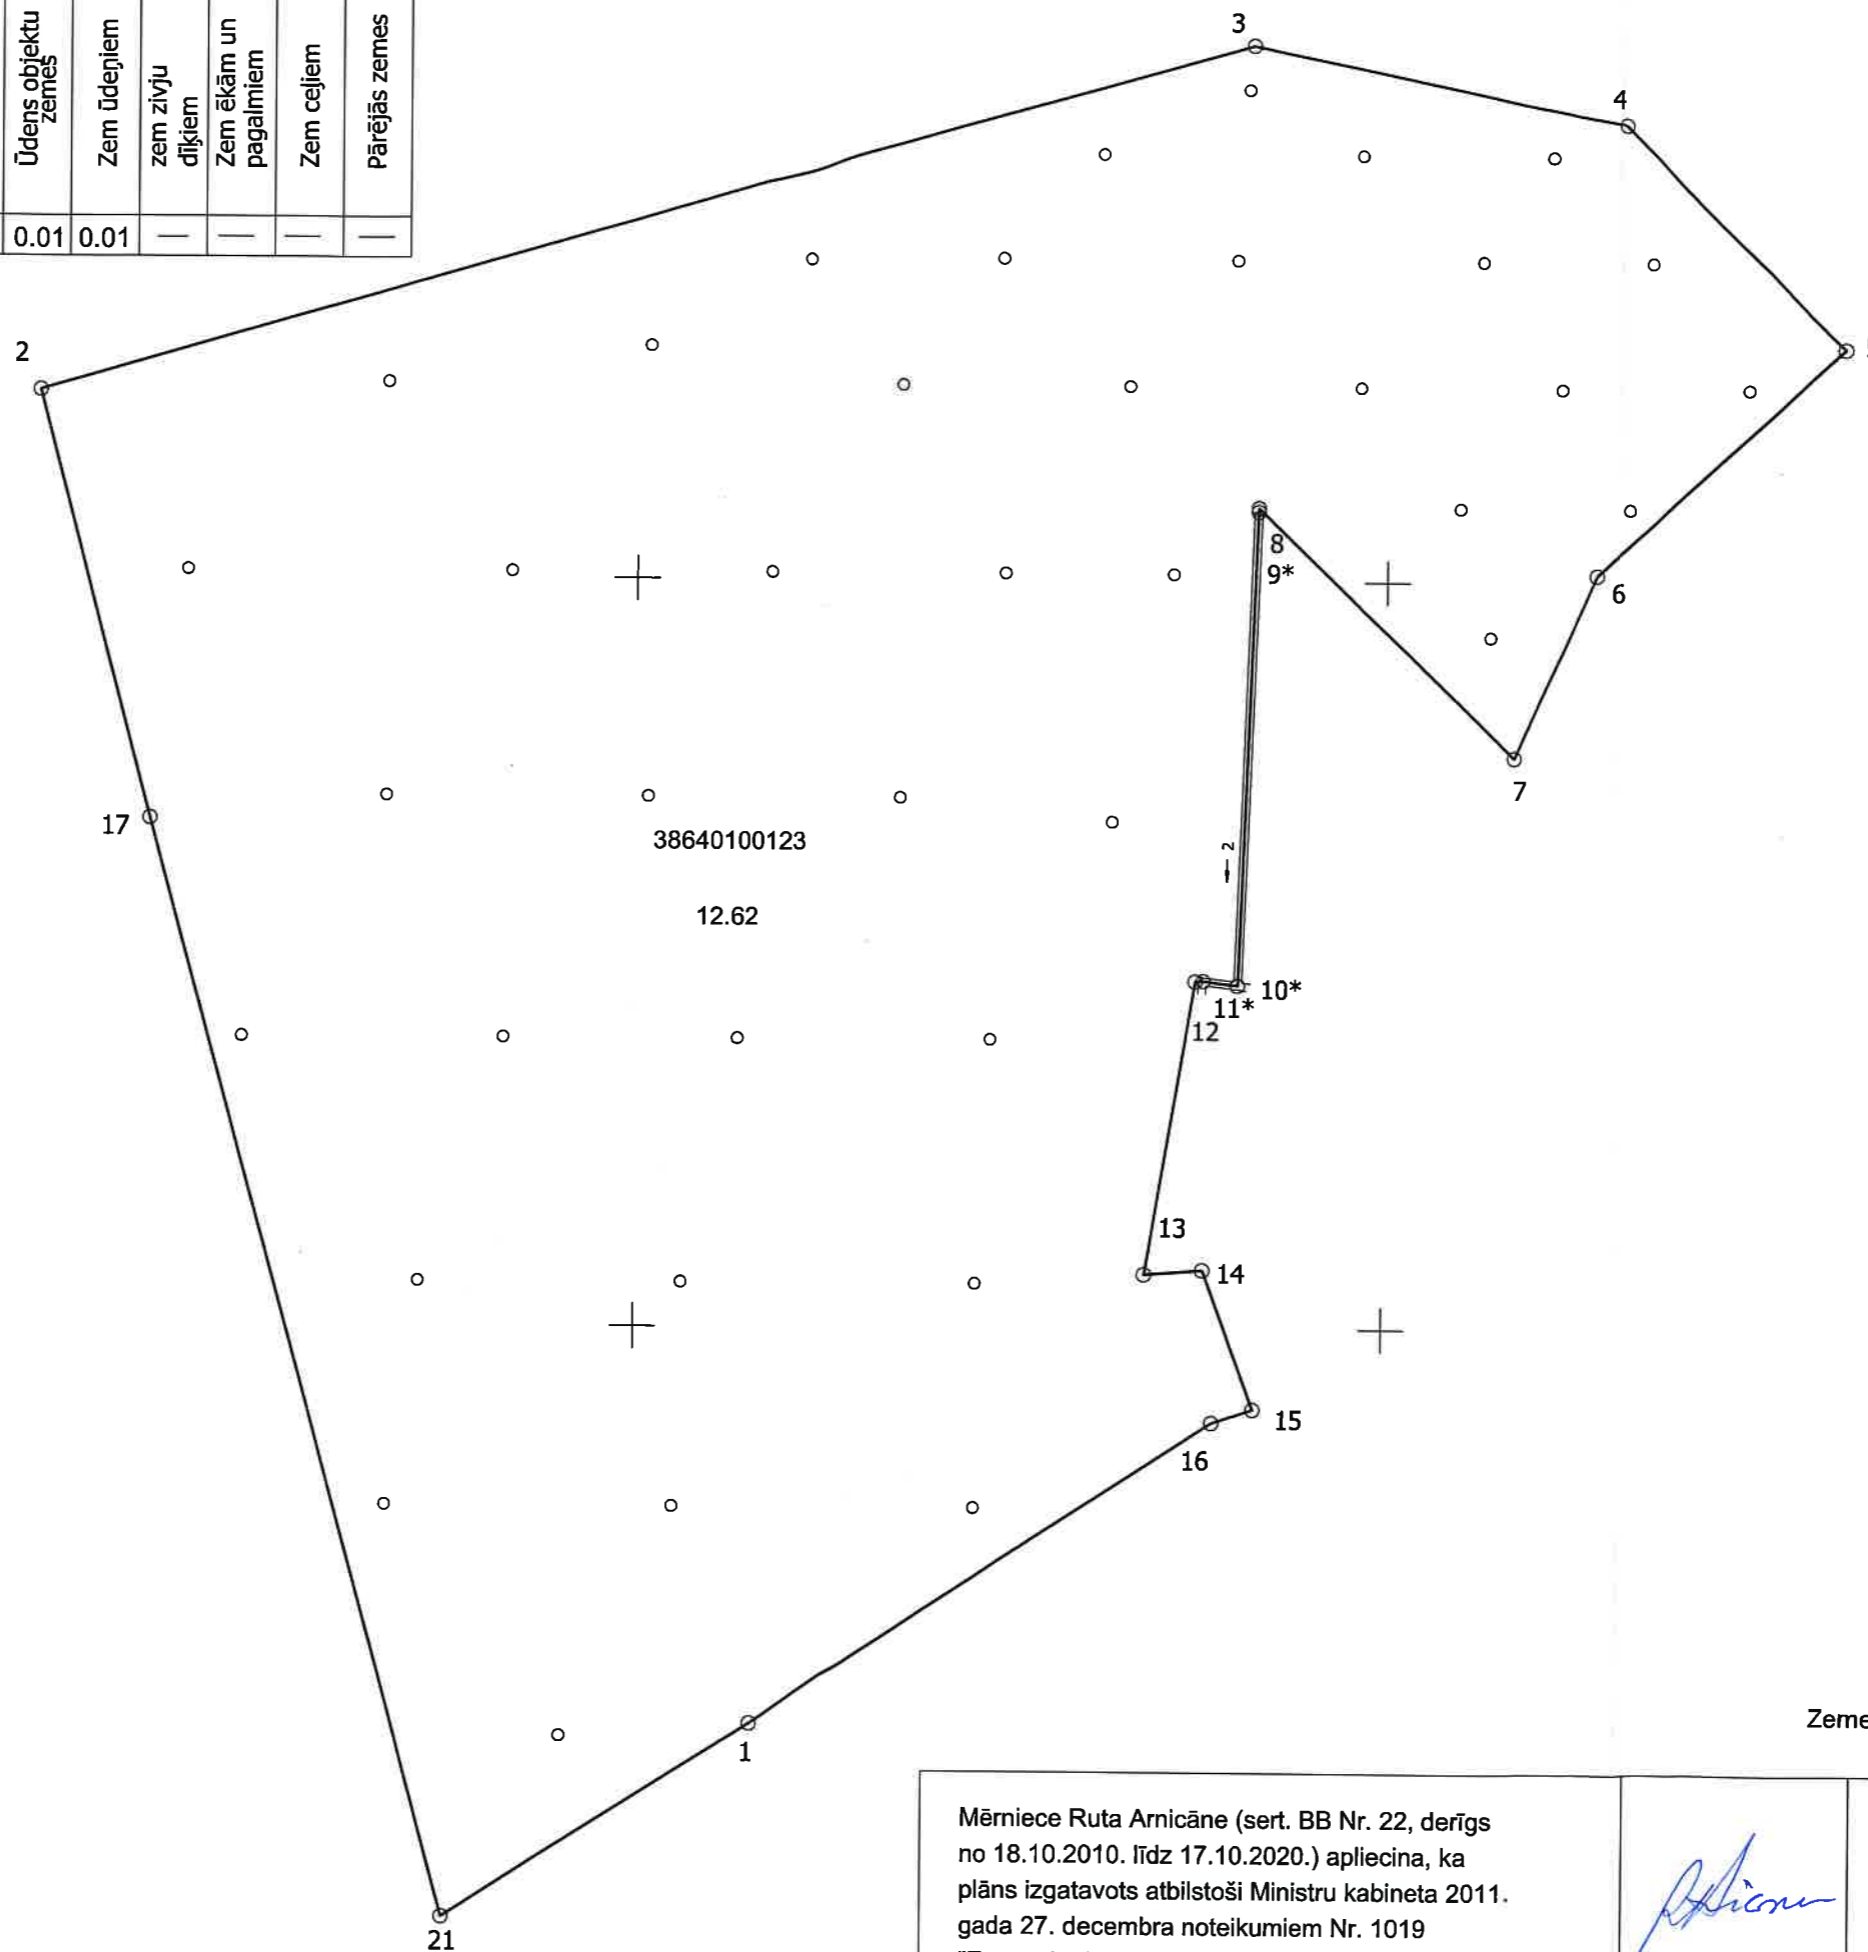 Ūdens objektu
zemes
Zem ūdeņiem
zem zivju
dīķiem
Zem ēkām un
pagalmiem
Zem ceļiem
Pārējās zemes
0.01 0.01 — — — —
3
4
2
8
9*
6
7
17
38640100123
2
12.62
10*
11*
12
13
14
15
16
1
21
Zeme
Mērniece Ruta Arnicāne (sert. BB Nr. 22, derīgs
no 18.10.2010. līdz 17.10.2020.) apliecina, ka
plāns izgatavots atbilstoši Ministru kabineta 2011.
gada 27. decembra noteikumiem Nr. 1019